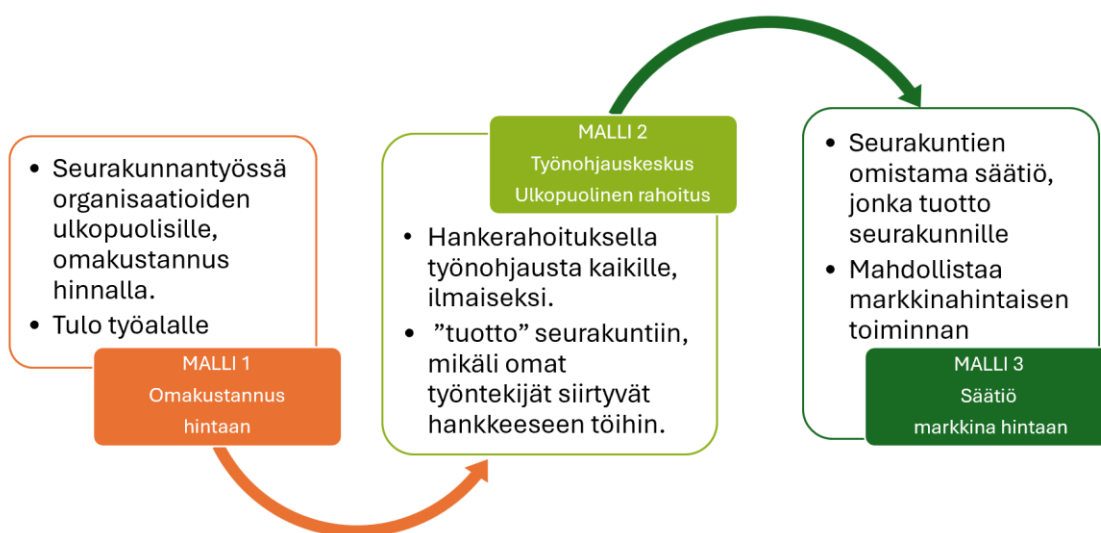 • Seurakunnantyössä
organisaatioiden
ulkopuolisille,
omakustannus
hinnalla.
• Tulo työalalle
MALLI 1
Omakustannus
hintaan
MALLI 2
Työnohjauskeskus
Ulkopuolinen rahoitus
• Hankerahoituksella
työnohjausta kaikille,
ilmaiseksi.
• ”tuotto” seurakuntiin,
mikäli omat
työntekijät siirtyvät
hankkeeseen töihin.
• Seurakuntien
omistama säätiö,
jonka tuotto
seurakunnille
• Mahdollistaa
markkinahintaisen
toiminnan
MALLI 3
Säätiö
markkina hintaan